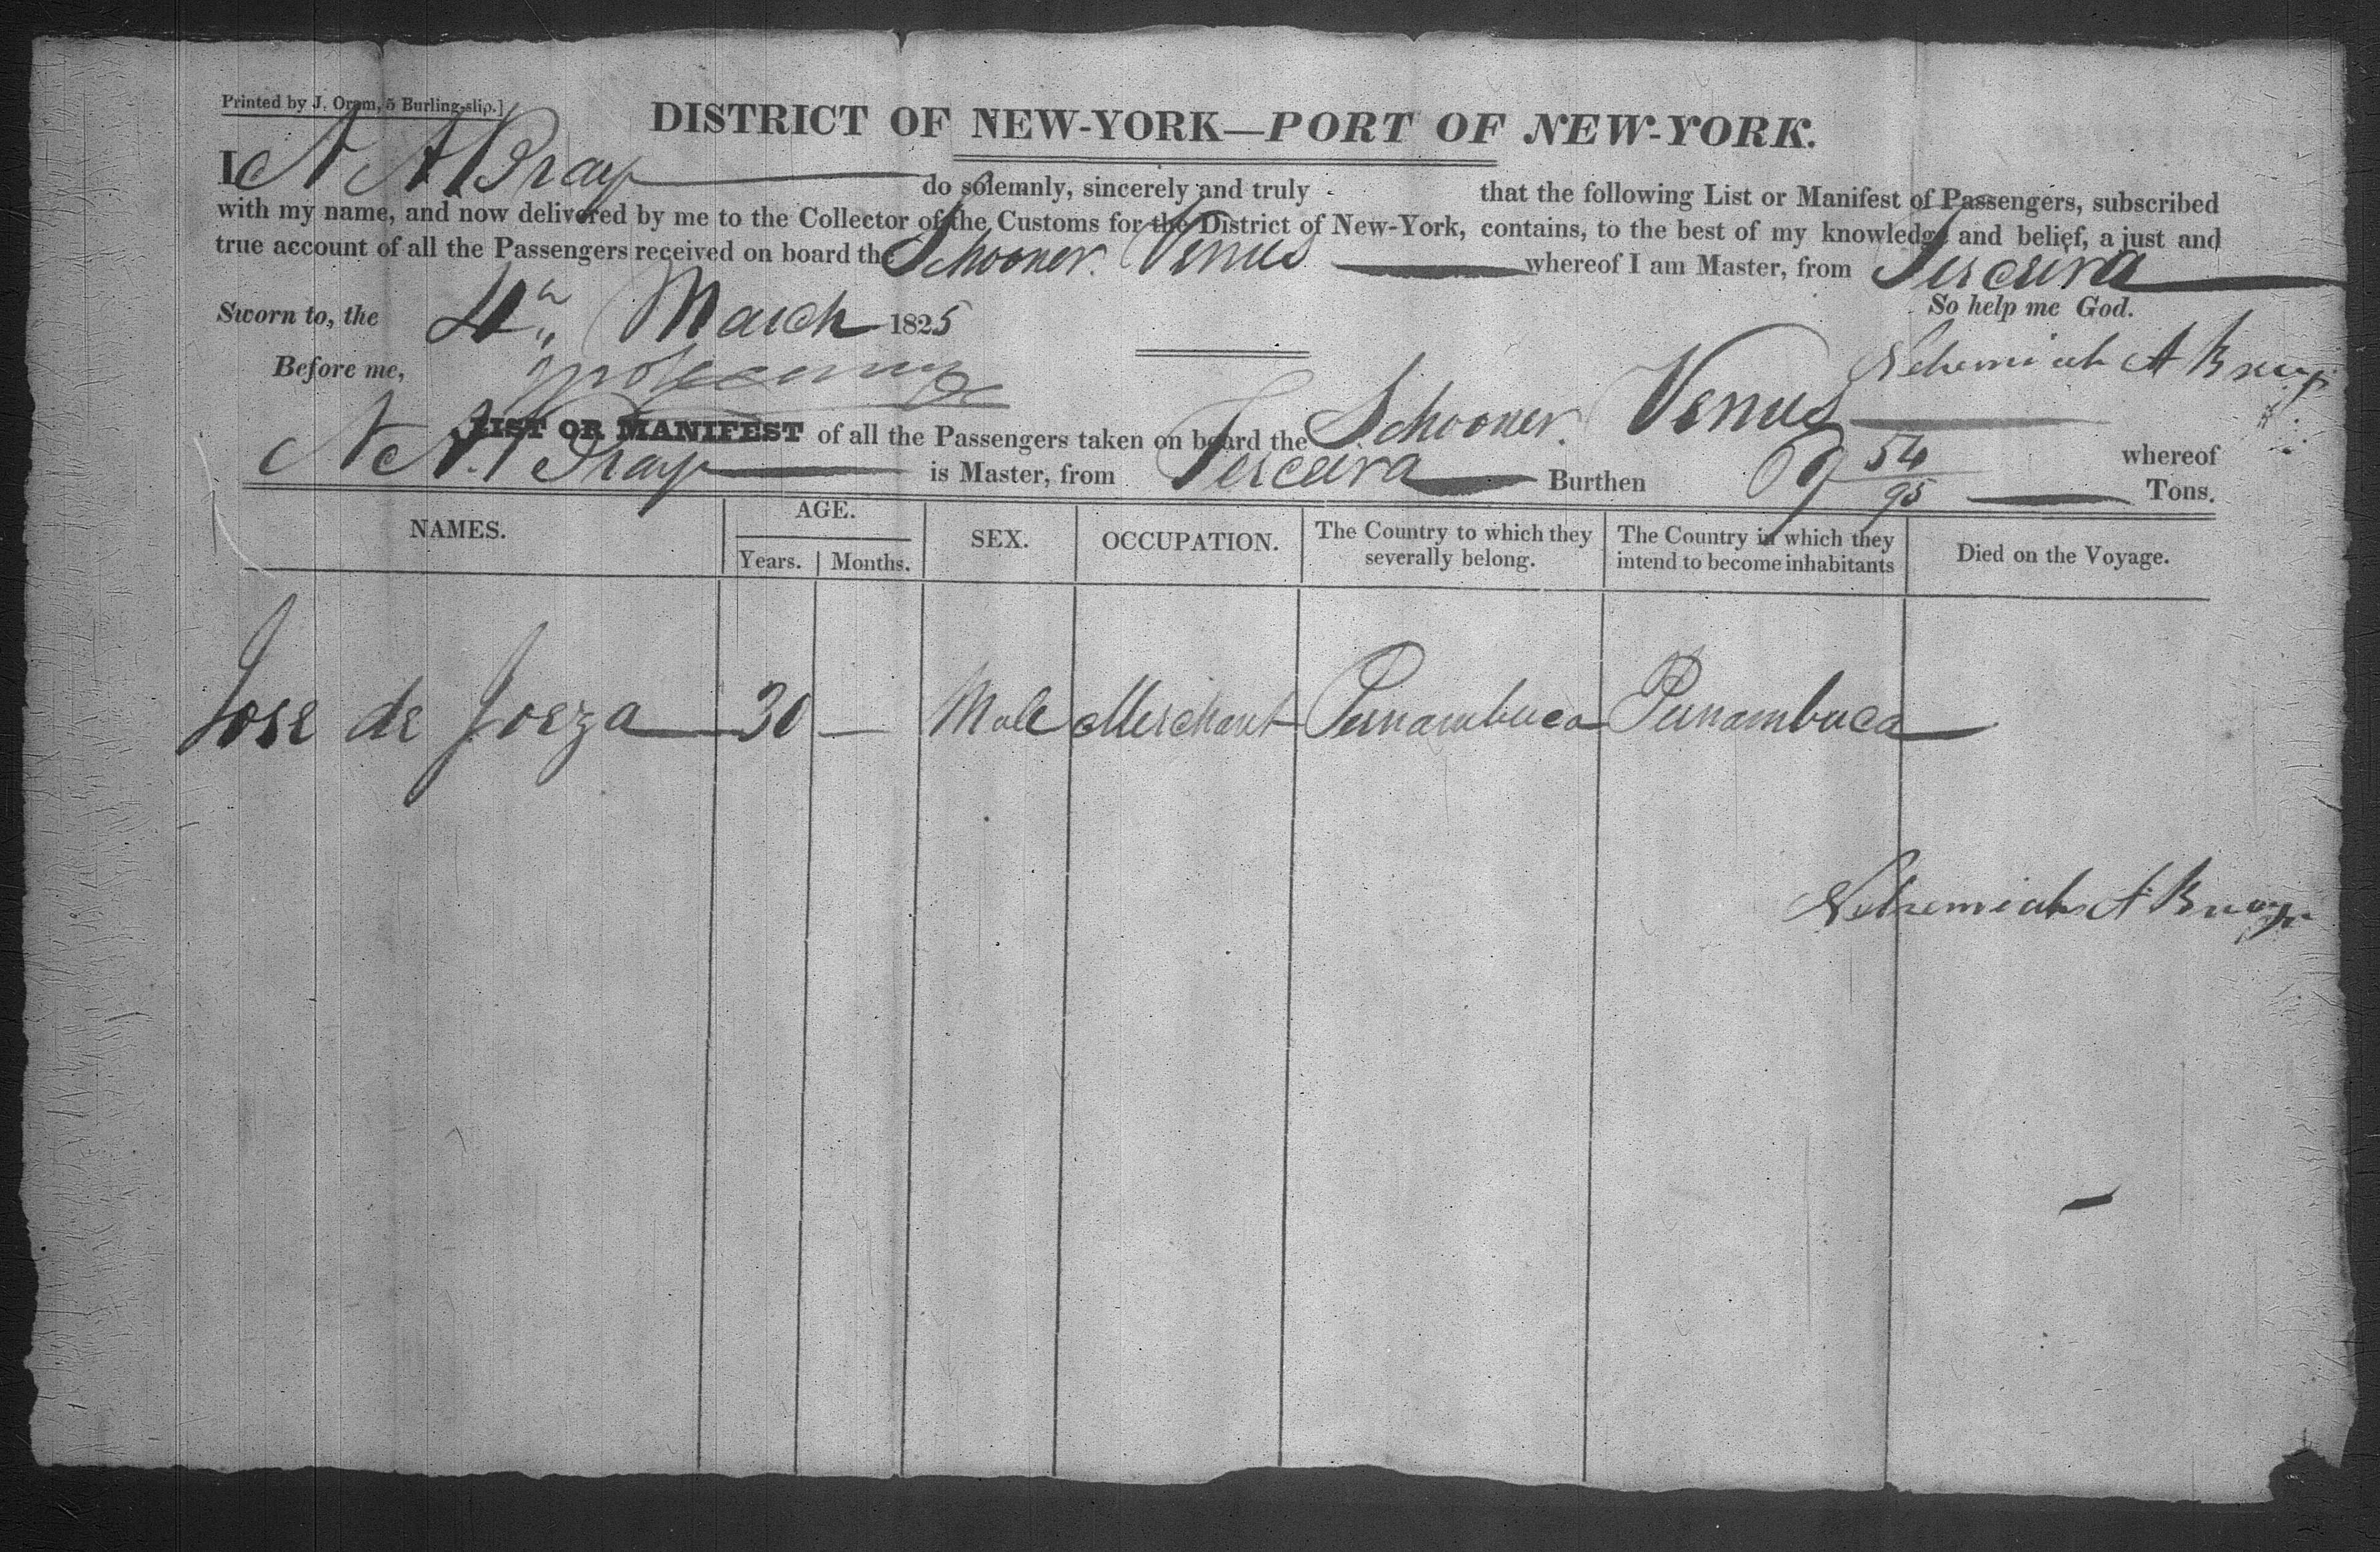 Printed by J. Oram, 5 Burling-slip.]
DISTRICT OF NEW-YORK—PORT OF NEW-YORK.
I N A Bray do solemnly, sincerely and truly that the following List or Manifest of Passengers, subscribed
with my name, and now delivered by me to the Collector of the Customs for the District of New-York, contains, to the best of my knowledge and belief, a just and
true account of all the Passengers received on board the Schooner Venus whereof I am Master, from Terceira
So help me God.
Sworn to, the 4th March 1825
Nehemiah A Bray
Before me,
LIST OR MANIFEST of all the Passengers taken on board the Schooner Venus whereof
N A Bray is Master, from Terceira Burthen 54/95 Tons.
NAMES. AGE. SEX. OCCUPATION. The Country to which they severally belong. The Country in which they intend to become inhabitants Died on the Voyage.
Years. Months.
Jose de 30 — Male Merchant Pernambuco Pernambuco
Nehemiah A Bray